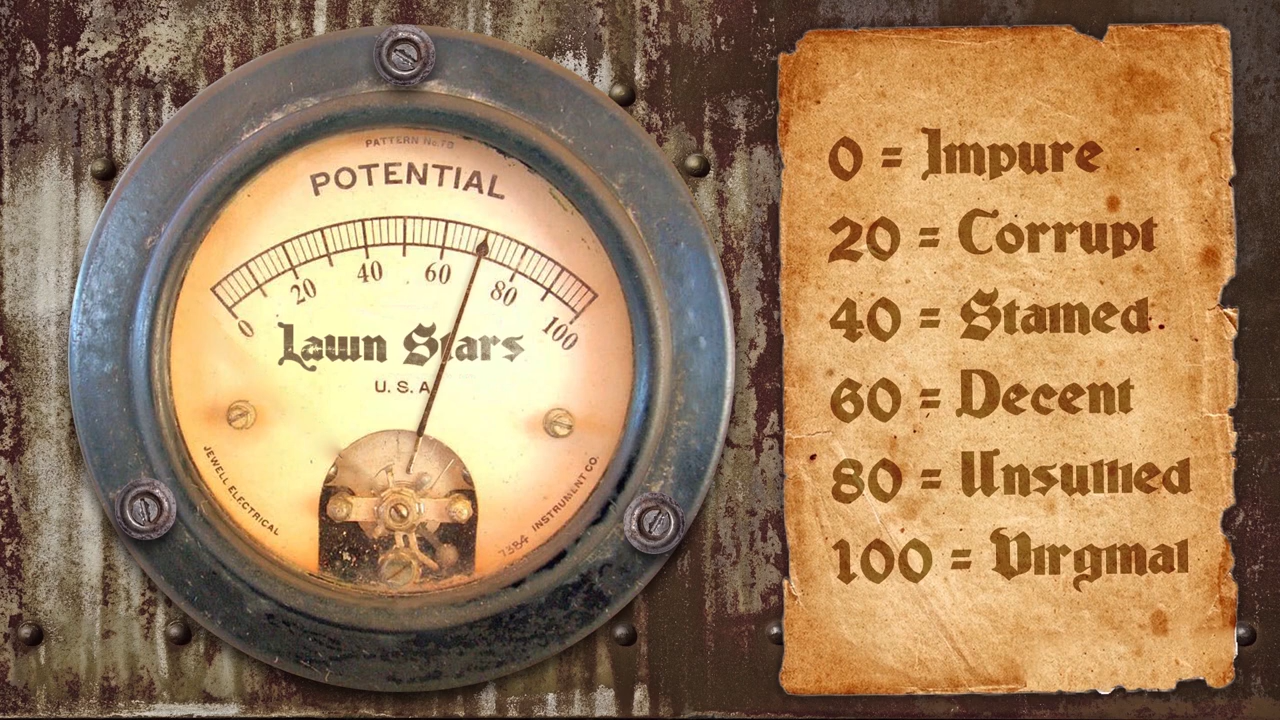 PATTERN No.78
POTENTIAL
0 20 40 60 80 100
Lawn Stars
U.S.A
JEWELL ELECTRICAL
7384 INSTRUMENT CO.
0 = Impure
20 = Corrupt
40 = Stained
60 = Decent
80 = Unsullied
100 = Virginal